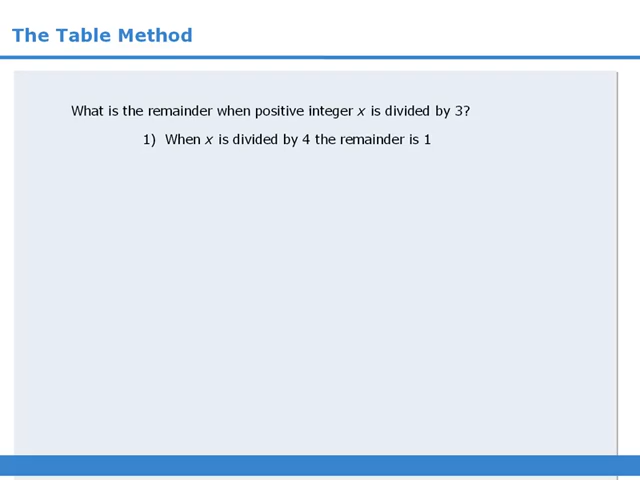 The Table Method
What is the remainder when positive integer x is divided by 3?
1) When x is divided by 4 the remainder is 1